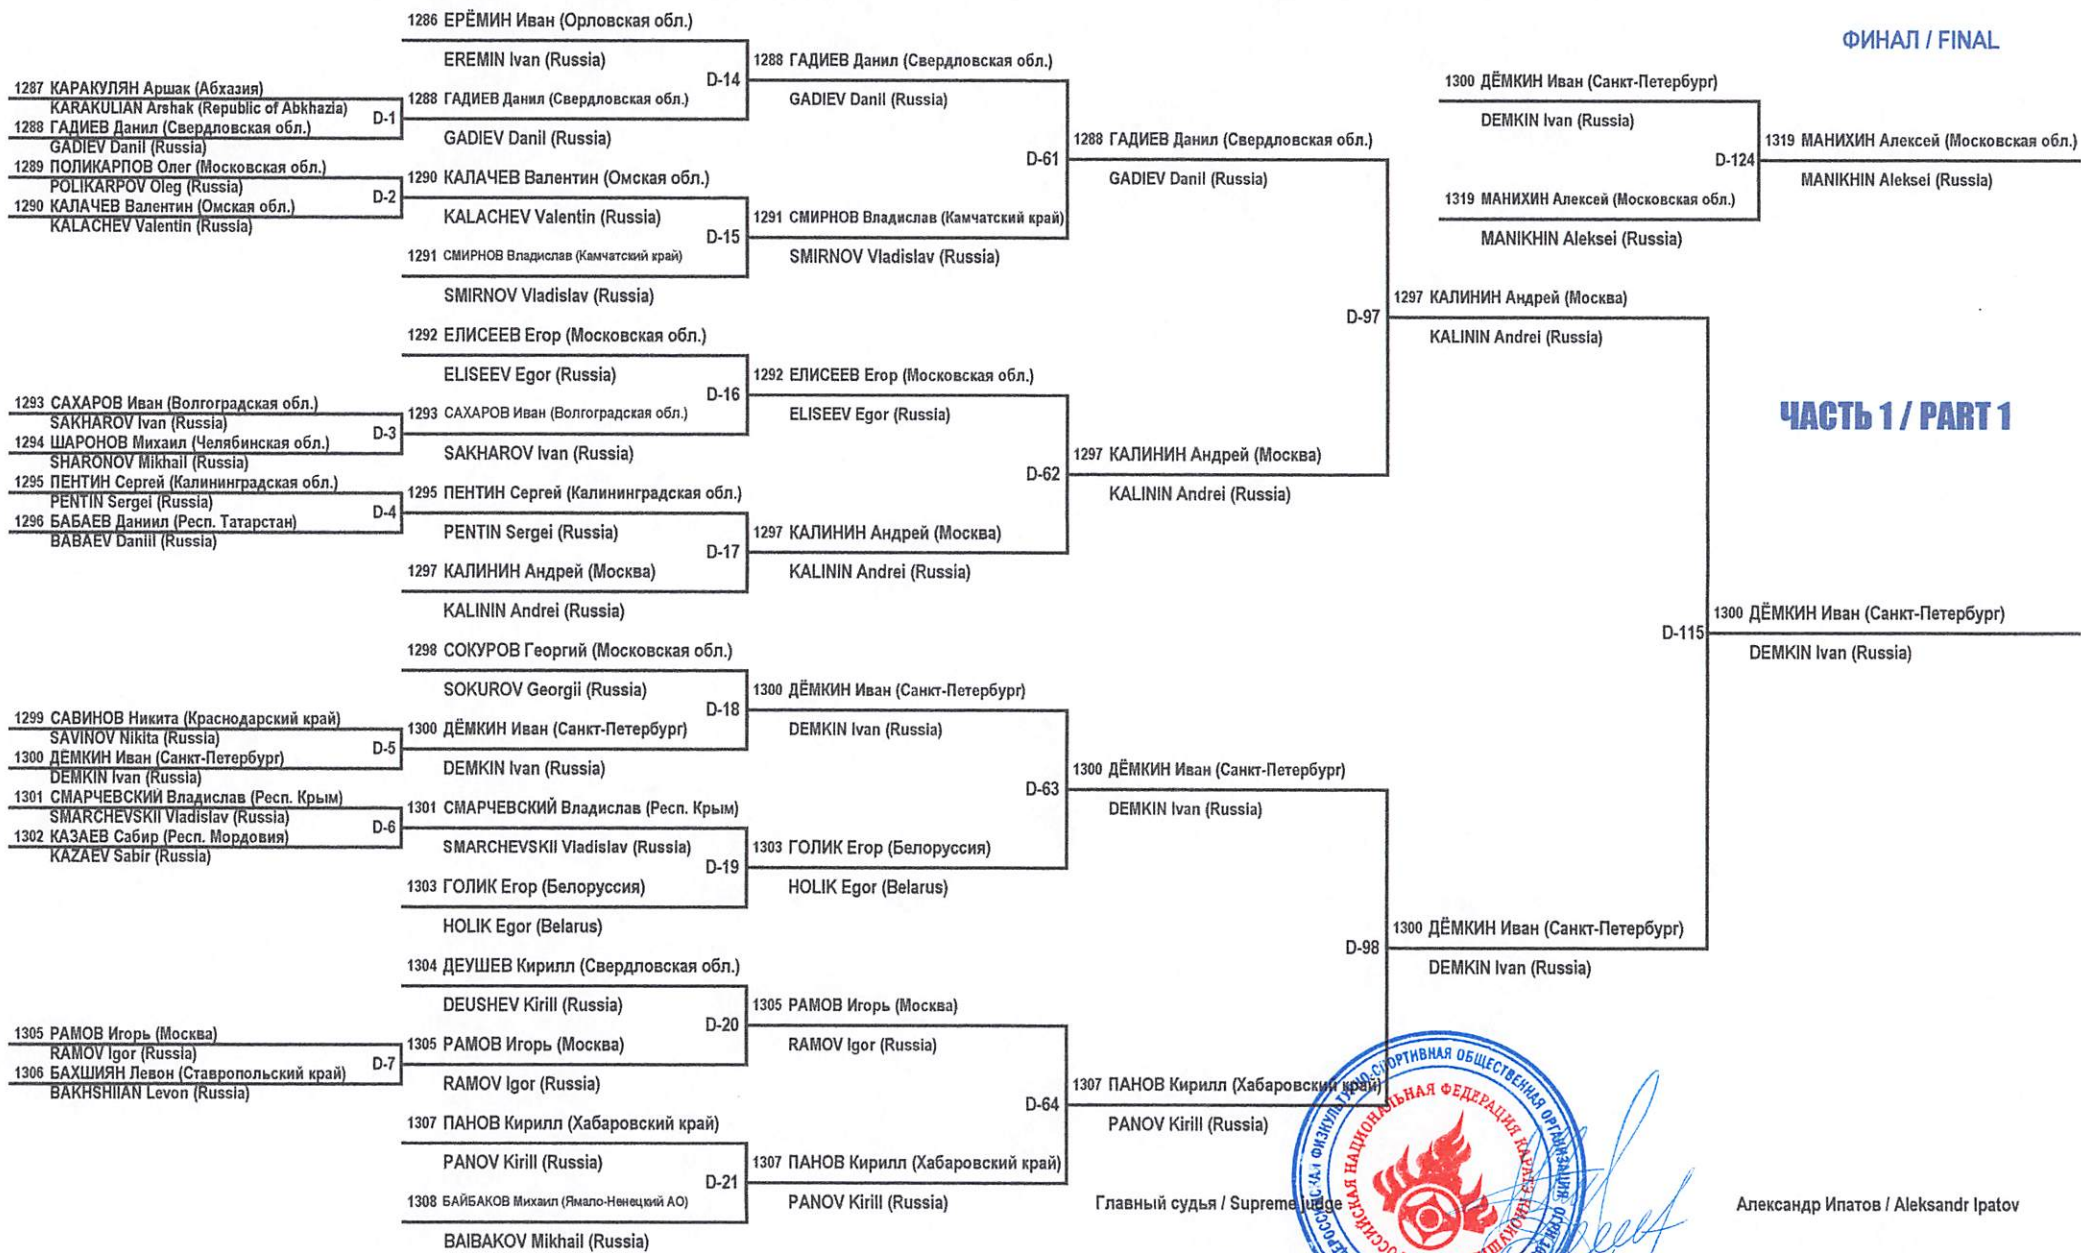 1286 ЕРЁМИН Иван (Орловская обл.)
EREMIN Ivan (Russia)
1287 КАРАКУЛЯН Аршак (Абхазия)
KARAKULIAN Arshak (Republic of Abkhazia)
D-1
1288 ГАДИЕВ Данил (Свердловская обл.)
GADIEV Danil (Russia)
1289 ПОЛИКАРПОВ Олег (Московская обл.)
POLIKARPOV Oleg (Russia)
D-2
1290 КАЛАЧЕВ Валентин (Омская обл.)
KALACHEV Valentin (Russia)
1293 САХАРОВ Иван (Волгоградская обл.)
SAKHAROV Ivan (Russia)
D-3
1294 ШАРОНОВ Михаил (Челябинская обл.)
SHARONOV Mikhail (Russia)
1295 ПЕНТИН Сергей (Калининградская обл.)
PENTIN Sergei (Russia)
D-4
1296 БАБАЕВ Даниил (Респ. Татарстан)
BABAEV Daniil (Russia)
1299 САВИНОВ Никита (Краснодарский край)
SAVINOV Nikita (Russia)
D-5
1300 ДЁМКИН Иван (Санкт-Петербург)
DEMKIN Ivan (Russia)
1301 СМАРЧЕВСКИЙ Владислав (Респ. Крым)
SMARCHEVSKII Vladislav (Russia)
D-6
1302 КАЗАЕВ Сабир (Респ. Мордовия)
KAZAEV Sabir (Russia)
1305 РАМОВ Игорь (Москва)
RAMOV Igor (Russia)
D-7
1306 БАХШИЯН Левон (Ставропольский край)
BAKHSHIIAN Levon (Russia)
D-14
1288 ГАДИЕВ Данил (Свердловская обл.)
GADIEV Danil (Russia)
1290 КАЛАЧЕВ Валентин (Омская обл.)
KALACHEV Valentin (Russia)
D-15
1291 СМИРНОВ Владислав (Камчатский край)
SMIRNOV Vladislav (Russia)
1292 ЕЛИСЕЕВ Егор (Московская обл.)
ELISEEV Egor (Russia)
D-16
1293 САХАРОВ Иван (Волгоградская обл.)
SAKHAROV Ivan (Russia)
1295 ПЕНТИН Сергей (Калининградская обл.)
PENTIN Sergei (Russia)
D-17
1297 КАЛИНИН Андрей (Москва)
KALININ Andrei (Russia)
1298 СОКУРОВ Георгий (Московская обл.)
SOKUROV Georgii (Russia)
D-18
1300 ДЁМКИН Иван (Санкт-Петербург)
DEMKIN Ivan (Russia)
1301 СМАРЧЕВСКИЙ Владислав (Респ. Крым)
SMARCHEVSKII Vladislav (Russia)
D-19
1303 ГОЛИК Егор (Белоруссия)
HOLIK Egor (Belarus)
1304 ДЕУШЕВ Кирилл (Свердловская обл.)
DEUSHEV Kirill (Russia)
D-20
1305 РАМОВ Игорь (Москва)
RAMOV Igor (Russia)
1307 ПАНОВ Кирилл (Хабаровский край)
PANOV Kirill (Russia)
D-21
1308 БАЙБАКОВ Михаил (Ямало-Ненецкий АО)
BAIBAKOV Mikhail (Russia)
1288 ГАДИЕВ Данил (Свердловская обл.)
GADIEV Danil (Russia)
D-61
1291 СМИРНОВ Владислав (Камчатский край)
SMIRNOV Vladislav (Russia)
1292 ЕЛИСЕЕВ Егор (Московская обл.)
ELISEEV Egor (Russia)
D-62
1297 КАЛИНИН Андрей (Москва)
KALININ Andrei (Russia)
1300 ДЁМКИН Иван (Санкт-Петербург)
DEMKIN Ivan (Russia)
D-63
1303 ГОЛИК Егор (Белоруссия)
HOLIK Egor (Belarus)
1305 РАМОВ Игорь (Москва)
RAMOV Igor (Russia)
D-64
1307 ПАНОВ Кирилл (Хабаровский край)
PANOV Kirill (Russia)
1288 ГАДИЕВ Данил (Свердловская обл.)
GADIEV Danil (Russia)
D-97
1297 КАЛИНИН Андрей (Москва)
KALININ Andrei (Russia)
1300 ДЁМКИН Иван (Санкт-Петербург)
DEMKIN Ivan (Russia)
D-98
1307 ПАНОВ Кирилл (Хабаровский край)
PANOV Kirill (Russia)
1297 КАЛИНИН Андрей (Москва)
KALININ Andrei (Russia)
D-115
1300 ДЁМКИН Иван (Санкт-Петербург)
DEMKIN Ivan (Russia)
1300 ДЁМКИН Иван (Санкт-Петербург)
DEMKIN Ivan (Russia)
ФИНАЛ / FINAL
1300 ДЁМКИН Иван (Санкт-Петербург)
DEMKIN Ivan (Russia)
D-124
1319 МАНИХИН Алексей (Московская обл.)
MANIKHIN Aleksei (Russia)
1319 МАНИХИН Алексей (Московская обл.)
MANIKHIN Aleksei (Russia)
ЧАСТЬ 1 / PART 1
Главный судья / Supreme judge
ФИЗКУЛЬТУРНО-СПОРТИВНАЯ ОБЩЕСТВЕННАЯ ОРГАНИЗАЦИЯ
РОССИЙСКАЯ НАЦИОНАЛЬНАЯ ФЕДЕРАЦИЯ КАРАТЭ
Александр Ипатов / Aleksandr Ipatov